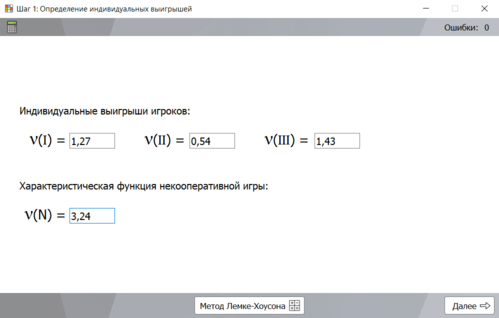 Шаг 1: Определение индивидуальных выигрышей
Ошибки: 0
Индивидуальные выигрыши игроков:
ν(I) = 1,27 ν(II) = 0,54 ν(III) = 1,43
Характеристическая функция некооперативной игры:
ν(N) = 3,24
Метод Лемке-Хоусона Далее